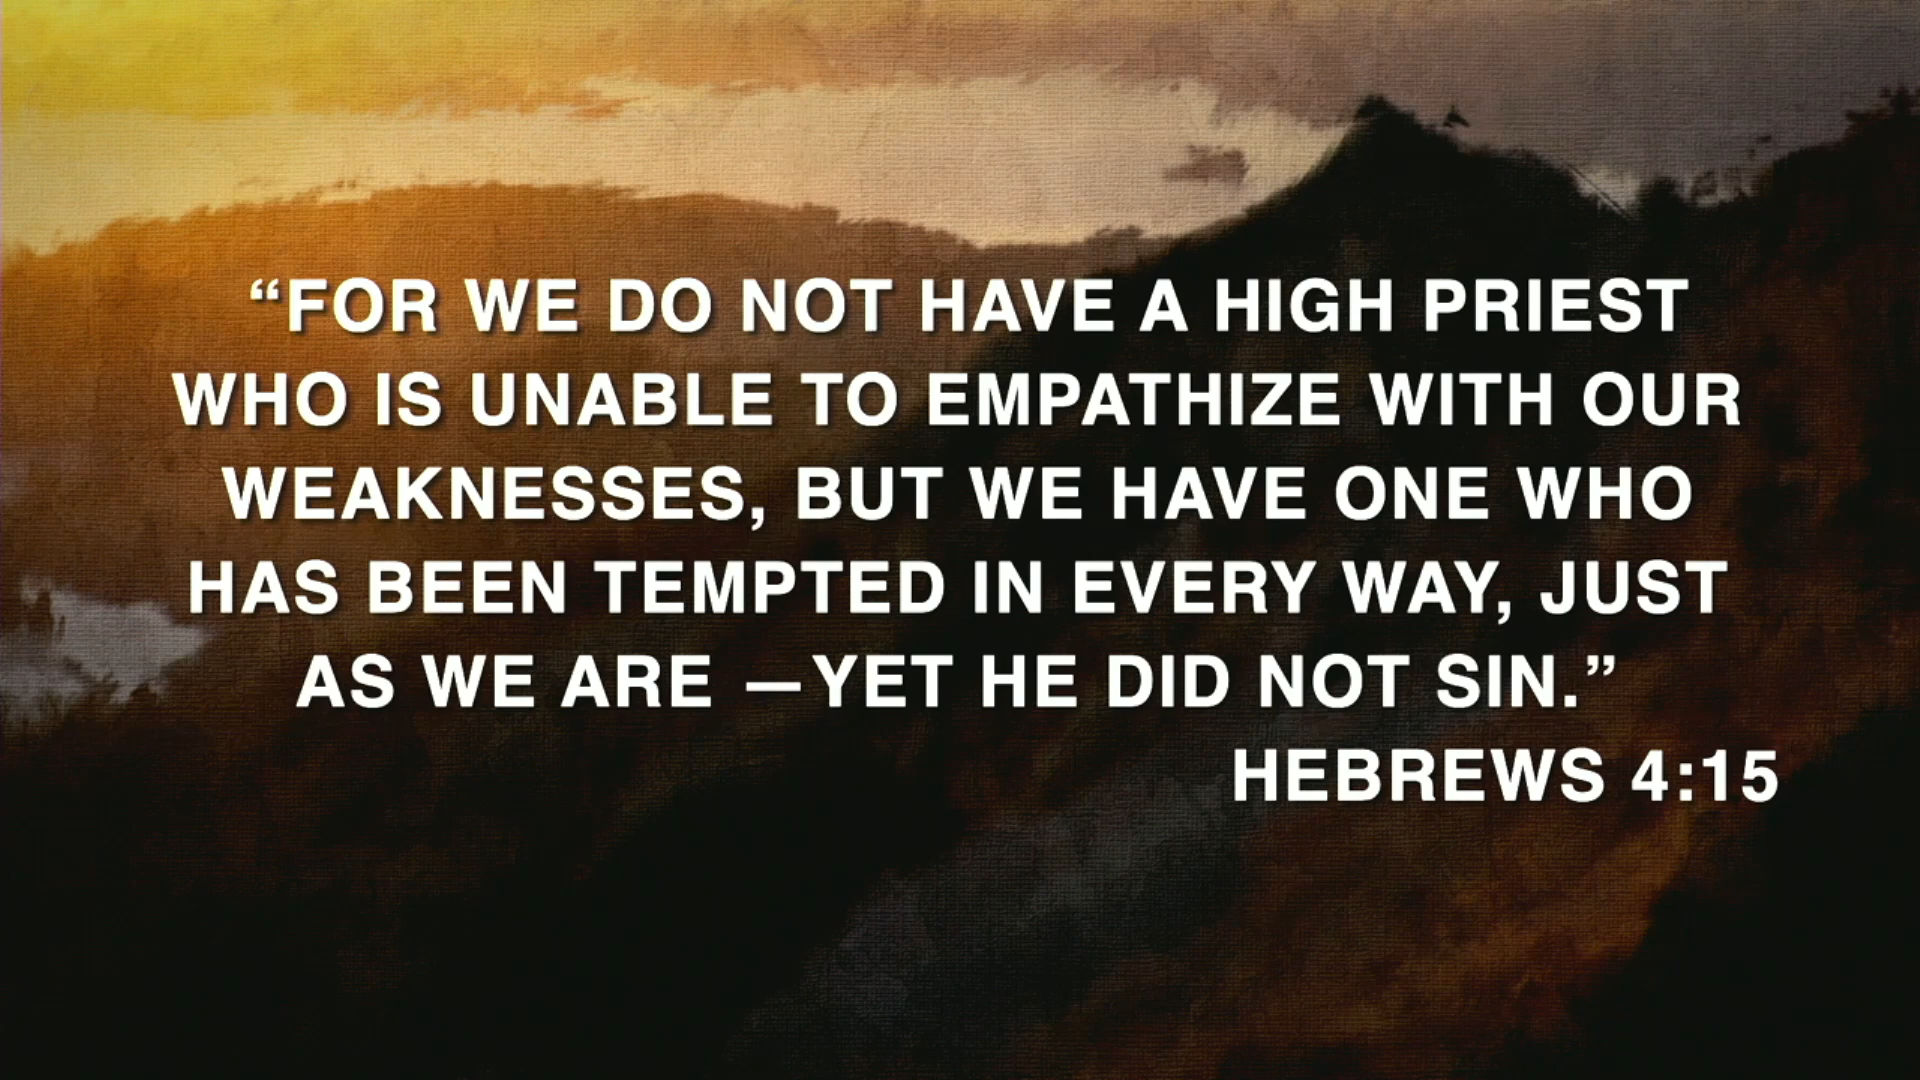 “FOR WE DO NOT HAVE A HIGH PRIEST
WHO IS UNABLE TO EMPATHIZE WITH OUR
WEAKNESSES, BUT WE HAVE ONE WHO
HAS BEEN TEMPTED IN EVERY WAY, JUST
AS WE ARE —YET HE DID NOT SIN.”
HEBREWS 4:15